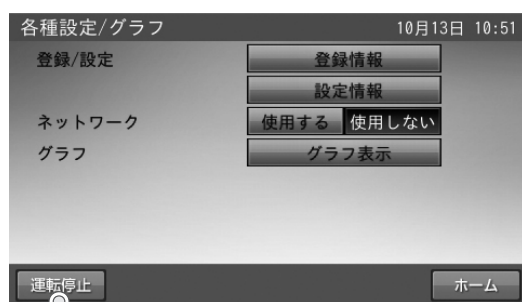 各種設定/グラフ 10月13日 10:51
登録/設定 登録情報
設定情報
ネットワーク 使用する 使用しない
グラフ グラフ表示
運転停止 ホーム